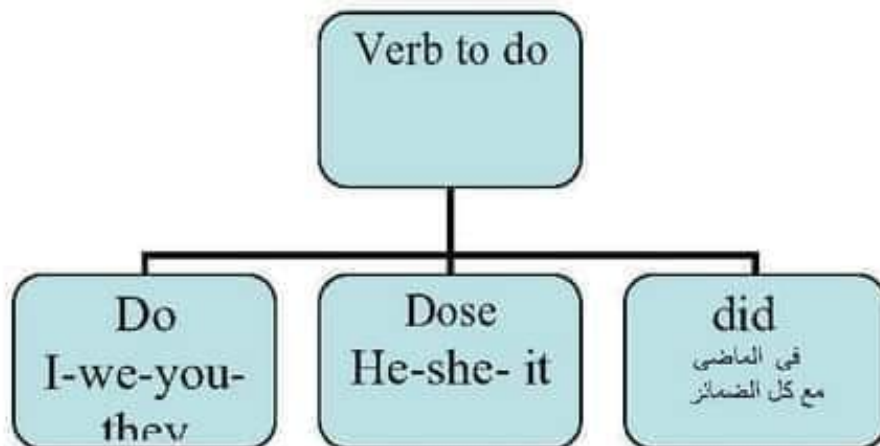 Verb to do
Do
I-we-you-
they
Dose
He-she- it
did
فى الماضى
مع كل الضمائر